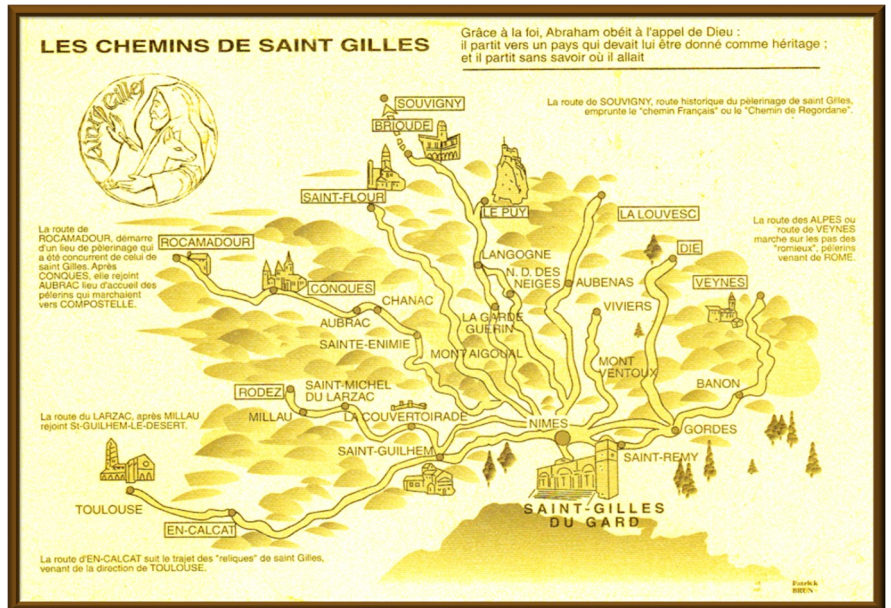 LES CHEMINS DE SAINT GILLES
Grâce à la foi, Abraham obéit à l'appel de Dieu :
il partit vers un pays qui devait lui être donné comme héritage ;
et il partit sans savoir où il allait
Saint Gilles
SOUVIGNY
BRIOUDE
La route de SOUVIGNY, route historique du pèlerinage de saint Gilles,
emprunte le "chemin Français" ou le "Chemin de Regordane".
SAINT-FLOUR
LE PUY
LA LOUVESC
La route des ALPES ou
route de VEYNES
marche sur les pas des
"romieux", pélerins
venant de ROME.
La route de
ROCAMADOUR, démarre
d'un lieu de pèlerinage qui
a été concurrent de celui de
saint Gilles. Après
CONQUES, elle rejoint
AUBRAC lieu d'accueil des
pélerins qui marchaient
vers COMPOSTELLE.
ROCAMADOUR
DIE
LANGOGNE
N. D. DES
NEIGES
AUBENAS
VEYNES
CONQUES
CHANAC
VIVIERS
AUBRAC
LA GARDE
GUÉRIN
SAINTE-ENIMIE
MONT AIGOUAL
MONT
VENTOUX
RODEZ
SAINT-MICHEL
DU LARZAC
BANON
La route du LARZAC, après MILLAU
rejoint St-GUILHEM-LE-DESERT.
MILLAU
LA COUVERTOIRADE
NIMES
GORDES
SAINT-GUILHEM
SAINT-REMY
TOULOUSE
SAINT-GILLES
DU GARD
EN-CALCAT
La route d'EN-CALCAT suit le trajet des "reliques" de saint Gilles,
venant de la direction de TOULOUSE.
Patrick
BRUN